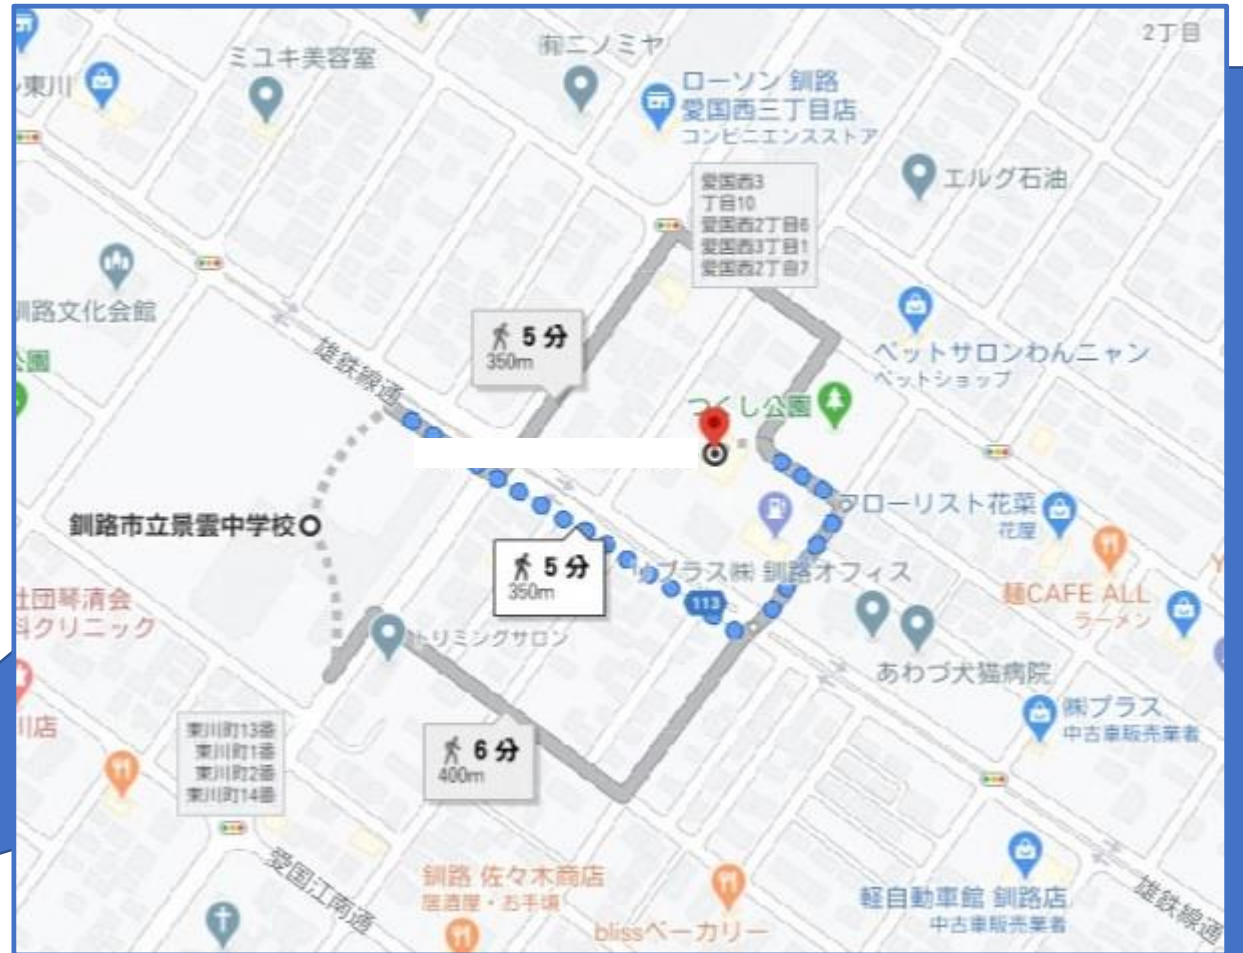 2丁目
ミユキ美容室
㈲ニノミヤ
東川
ローソン 釧路
愛国西三丁目店
コンビニエンスストア
愛国西3
丁目10
愛国西2丁目6
愛国西3丁目1
愛国西2丁目7
エルグ石油
釧路文化会館
公園
雄鉄線通
5 分
350m
ペットサロンわんニャン
ペットショップ
つくし公園
釧路市立景雲中学校
フローリスト花菜
花屋
5 分
350m
プラス㈱ 釧路オフィス
113
麺CAFE ALL
ラーメン
社団琴清会
科クリニック
トリミングサロン
あわづ犬猫病院
川店
㈱プラス
中古車販売業者
東川町13番
東川町1番
東川町2番
東川町14番
6 分
400m
愛国江南通
釧路 佐々木商店
居酒屋・お手頃
blissベーカリー
軽自動車館 釧路店
中古車販売業者
雄鉄線通